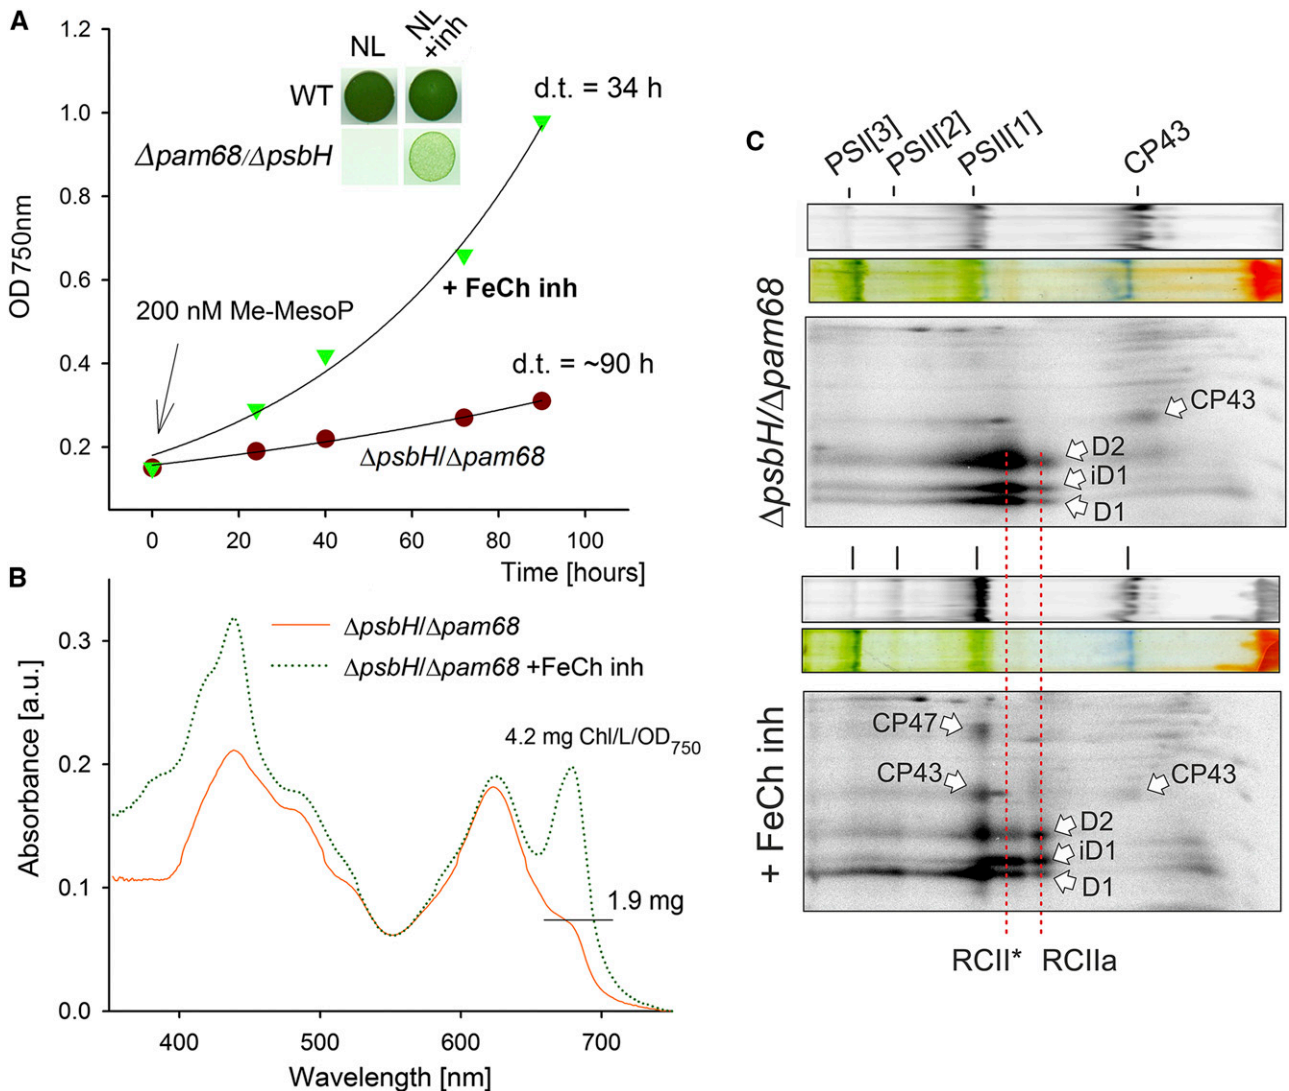 A
1.2
1.0
0.8
0.6
0.4
0.2
OD750nm
NL
NL
+inh
WT
Δpam68/ΔpsbH
d.t. = 34 h
+ FeCh inh
200 nM Me-MesoP
d.t. = ~90 h
ΔpsbH/Δpam68
0
20
40
60
80
100
Time [hours]
B
0.3
0.2
0.1
0.0
Absorbance [a.u.]
ΔpsbH/Δpam68
ΔpsbH/Δpam68 +FeCh inh
4.2 mg Chl/L/OD750
1.9 mg
400
500
600
700
Wavelength [nm]
C
PSI[3]
PSII[2]
PSII[1]
CP43
ΔpsbH/Δpam68
CP43
D2
iD1
D1
+ FeCh inh
CP47
CP43
CP43
D2
iD1
D1
RCII*
RCIIa